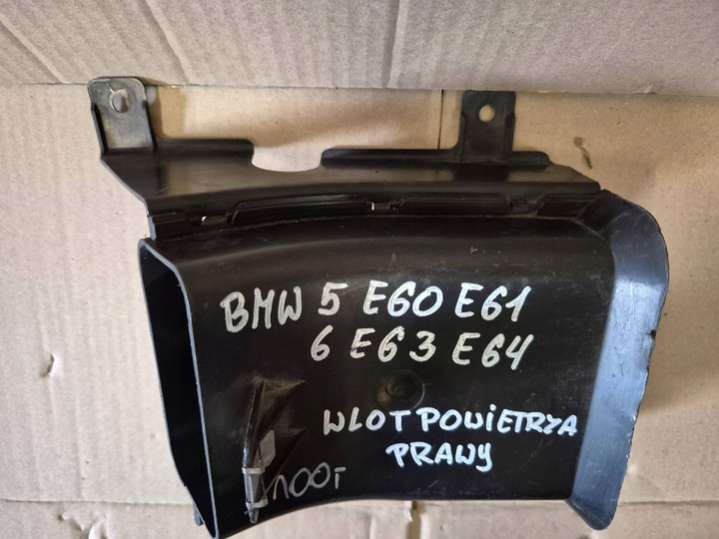 BMW 5 E60 E61
6 E63 E64
WLOT POWIETRZA
PRAWY